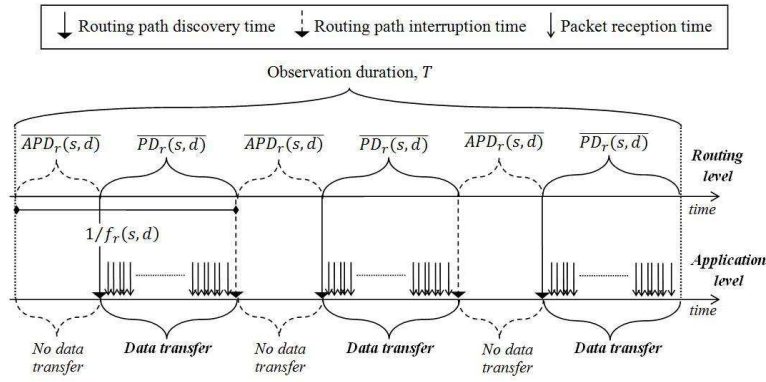 Routing path discovery time Routing path interruption time Packet reception time
Observation duration, T
APD_r(s, d) PD_r(s, d) APD_r(s, d) PD_r(s, d) APD_r(s, d) PD_r(s, d)
Routing
level
time
1/f_r(s, d)
Application
level
time
No data
transfer
Data transfer
No data
transfer
Data transfer
No data
transfer
Data transfer